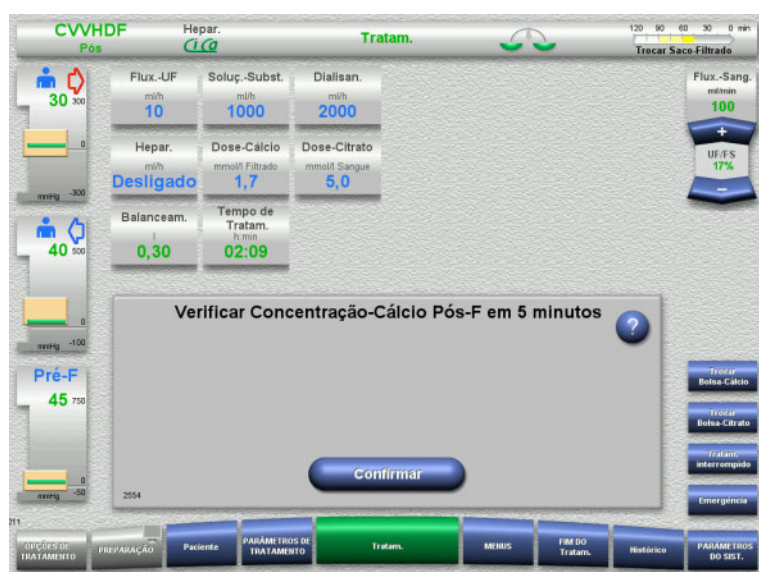 CVVHDF
Pós
Hepar.
Cica
Tratam.
120 90 60 30 0 min
Trocar Saco-Filtrado
30
300
0
-300
mmHg
Flux.-UF
ml/h
10
Soluç.-Subst.
ml/h
1000
Dialisan.
ml/h
2000
Flux.-Sang.
ml/min
100
+
UF/FS
17%
−
Hepar.
ml/h
Desligado
Dose-Cálcio
mmol/l Filtrado
1,7
Dose-Citrato
mmol/l Sangue
5,0
40
500
0
-100
mmHg
Balanceam.
l
0,30
Tempo de
Tratam.
h:min
02:09
Verificar Concentração-Cálcio Pós-F em 5 minutos
?
Confirmar
2554
Pré-F
45
750
0
-50
mmHg
Trocar
Bolsa-Cálcio
Trocar
Bolsa-Citrato
Tratam.
interrompido
Emergência
211
OPÇÕES DE
TRATAMENTO
PREPARAÇÃO
Paciente
PARÂMETROS DE
TRATAMENTO
Tratam.
MENUS
FIM DO
Tratam.
Histórico
PARÂMETROS
DO SIST.